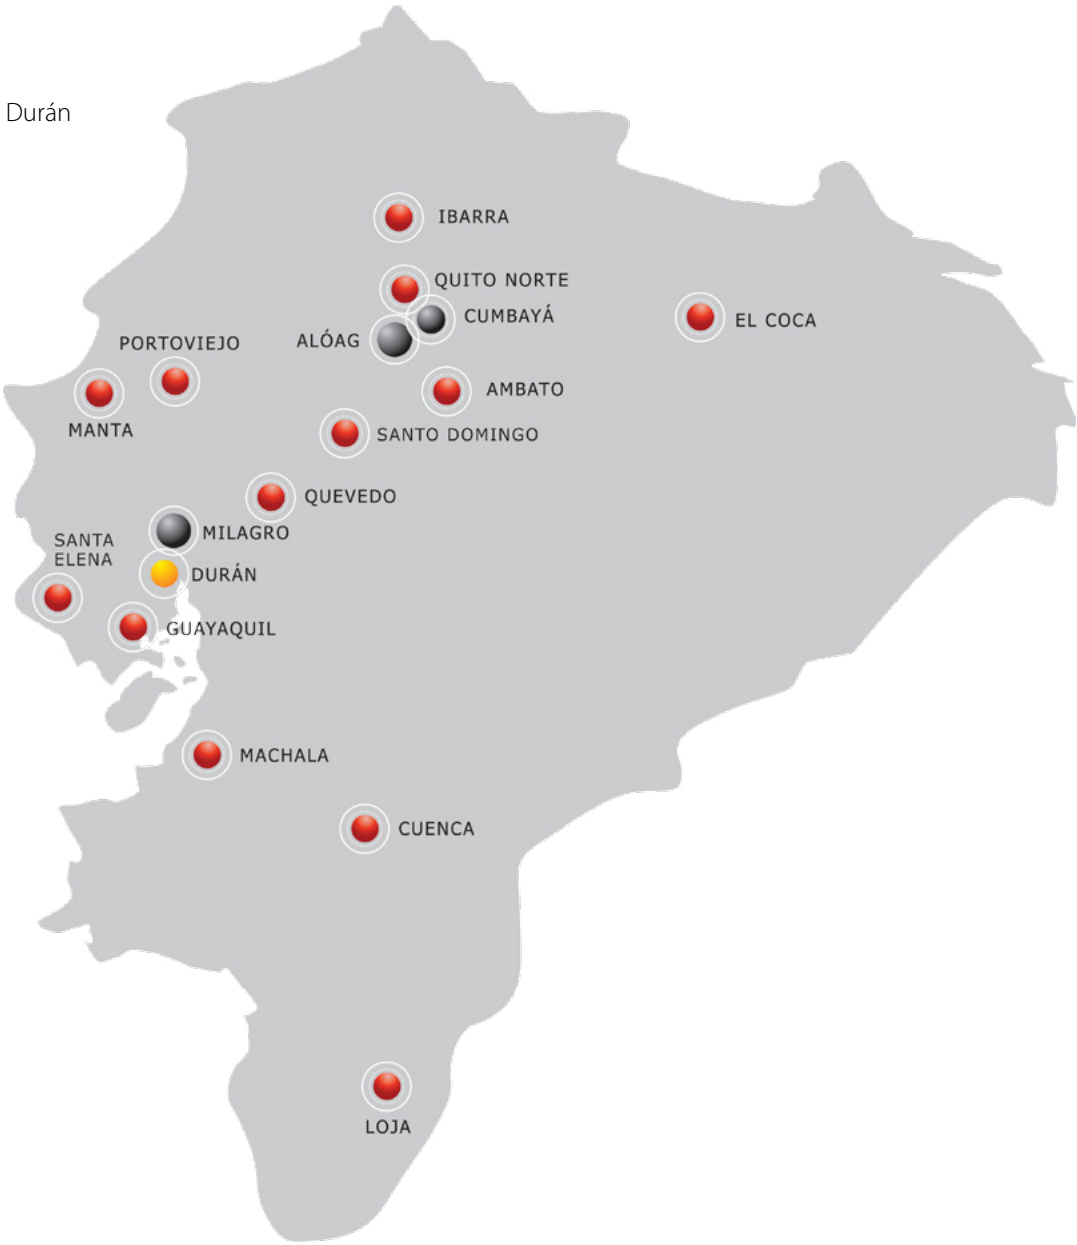 Durán
IBARRA
QUITO NORTE
CUMBAYÁ
EL COCA
ALÓAG
PORTOVIEJO
AMBATO
MANTA
SANTO DOMINGO
QUEVEDO
MILAGRO
SANTA
ELENA
DURÁN
GUAYAQUIL
MACHALA
CUENCA
LOJA